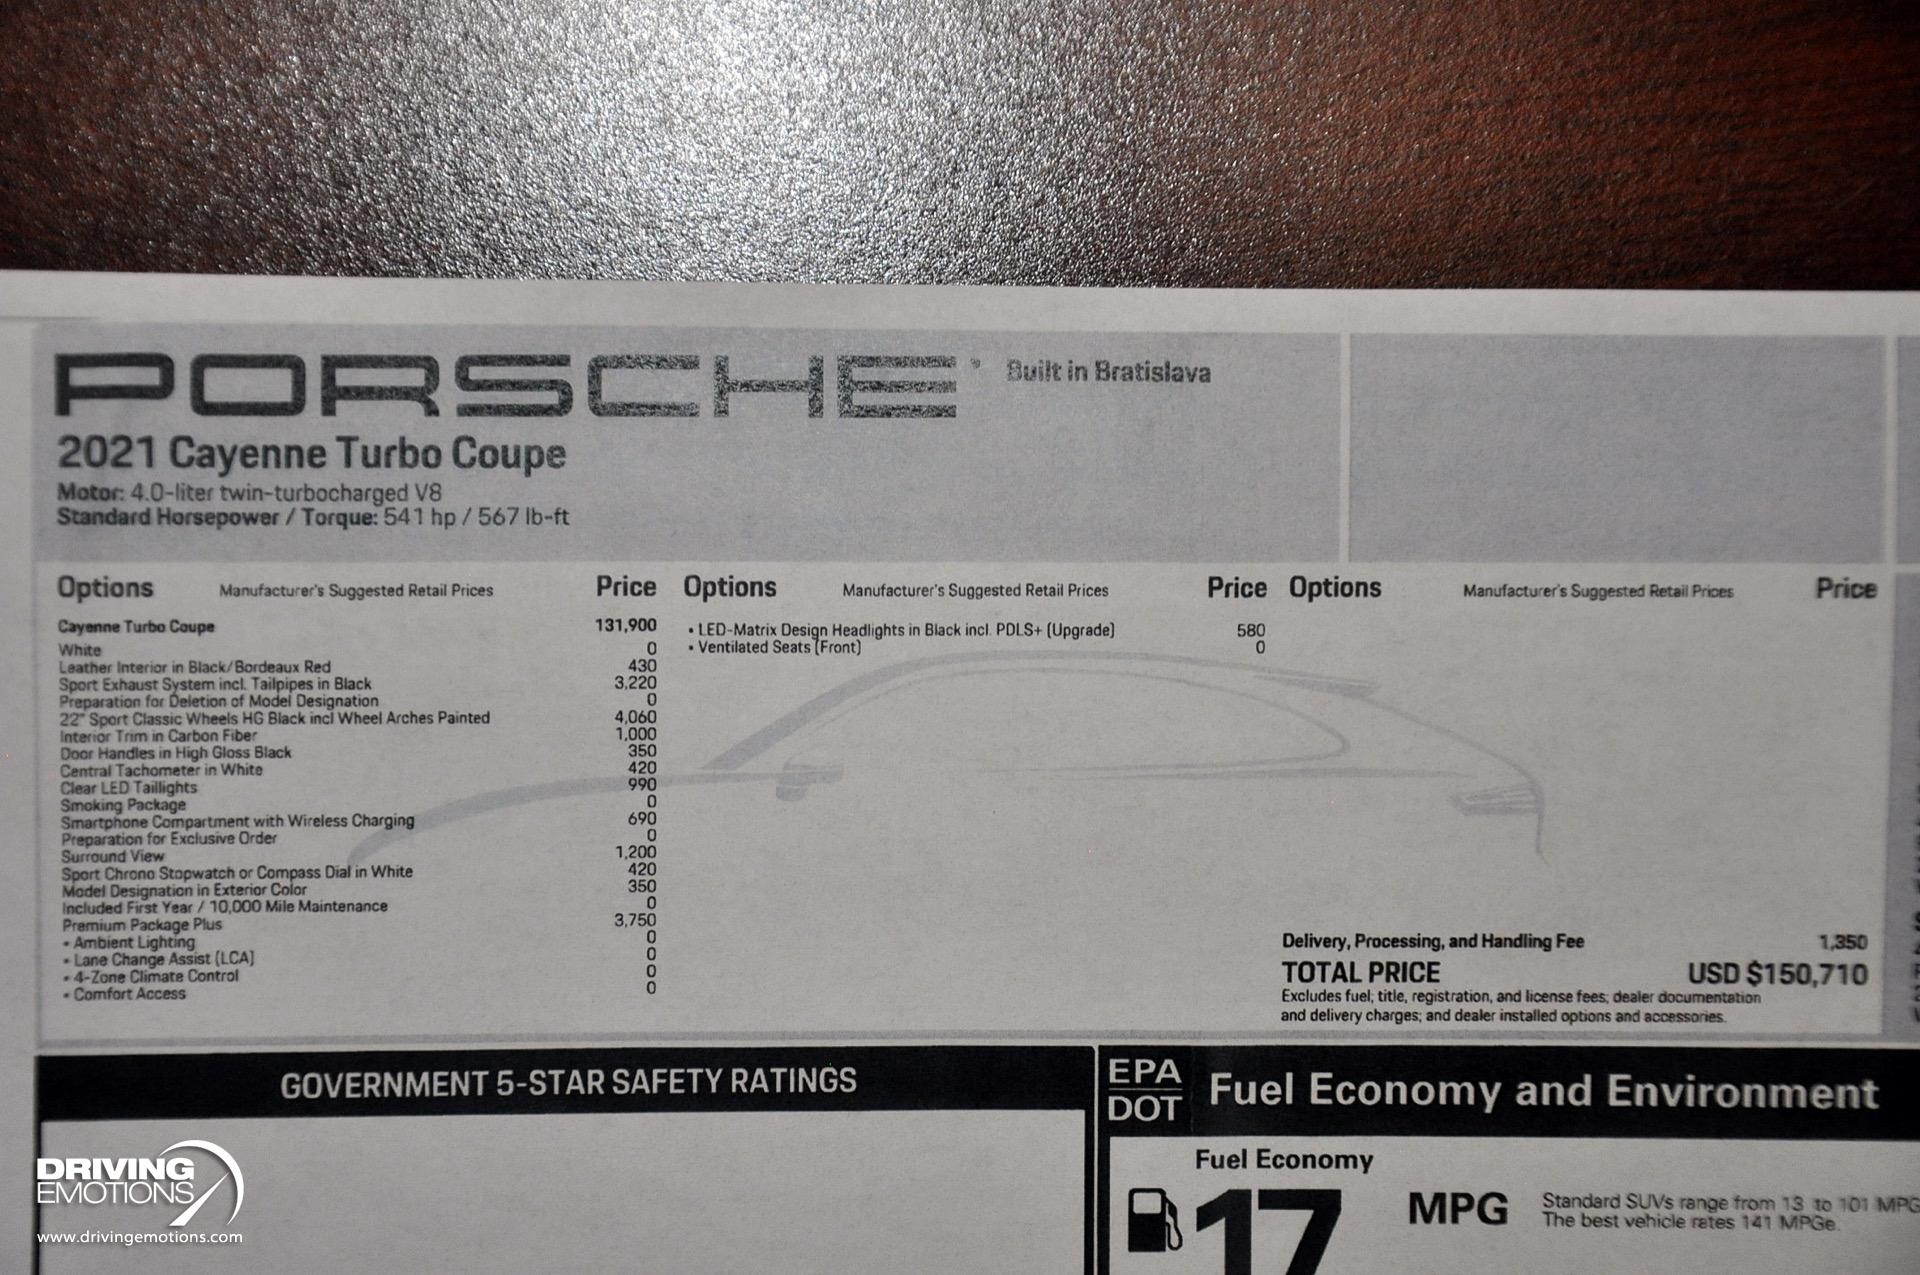 PORSCHE® Built in Bratislava
2021 Cayenne Turbo Coupe
Motor: 4.0-liter twin-turbocharged V8
Standard Horsepower / Torque: 541 hp / 567 lb-ft
Options Manufacturer's Suggested Retail Prices Price
Cayenne Turbo Coupe 131,900
White 0
Leather Interior in Black/Bordeaux Red 430
Sport Exhaust System incl. Tailpipes in Black 3,220
Preparation for Deletion of Model Designation 0
22" Sport Classic Wheels HG Black incl Wheel Arches Painted 4,060
Interior Trim in Carbon Fiber 1,000
Door Handles in High Gloss Black 350
Central Tachometer in White 420
Clear LED Taillights 990
Smoking Package 0
Smartphone Compartment with Wireless Charging 690
Preparation for Exclusive Order 0
Surround View 1,200
Sport Chrono Stopwatch or Compass Dial in White 420
Model Designation in Exterior Color 350
Included First Year / 10,000 Mile Maintenance 0
Premium Package Plus 3,750
• Ambient Lighting 0
• Lane Change Assist (LCA) 0
• 4-Zone Climate Control 0
• Comfort Access 0
Options Manufacturer's Suggested Retail Prices Price
• LED-Matrix Design Headlights in Black incl. PDLS+ (Upgrade) 580
• Ventilated Seats (Front) 0
Options Manufacturer's Suggested Retail Prices Price
Delivery, Processing, and Handling Fee 1,350
TOTAL PRICE USD $150,710
Excludes fuel; title, registration, and license fees; dealer documentation
and delivery charges; and dealer installed options and accessories.
GOVERNMENT 5-STAR SAFETY RATINGS
EPA
DOT
Fuel Economy and Environment
Fuel Economy
17 MPG
Standard SUVs range from 13 to 101 MPG
The best vehicle rates 141 MPGe.
DRIVING
EMOTIONS
www.drivingemotions.com